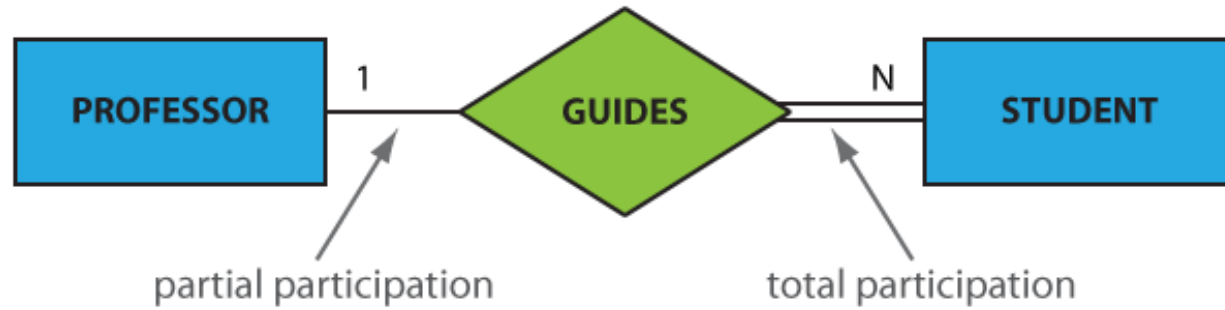 PROFESSOR
1
GUIDES
N
STUDENT
partial participation
total participation